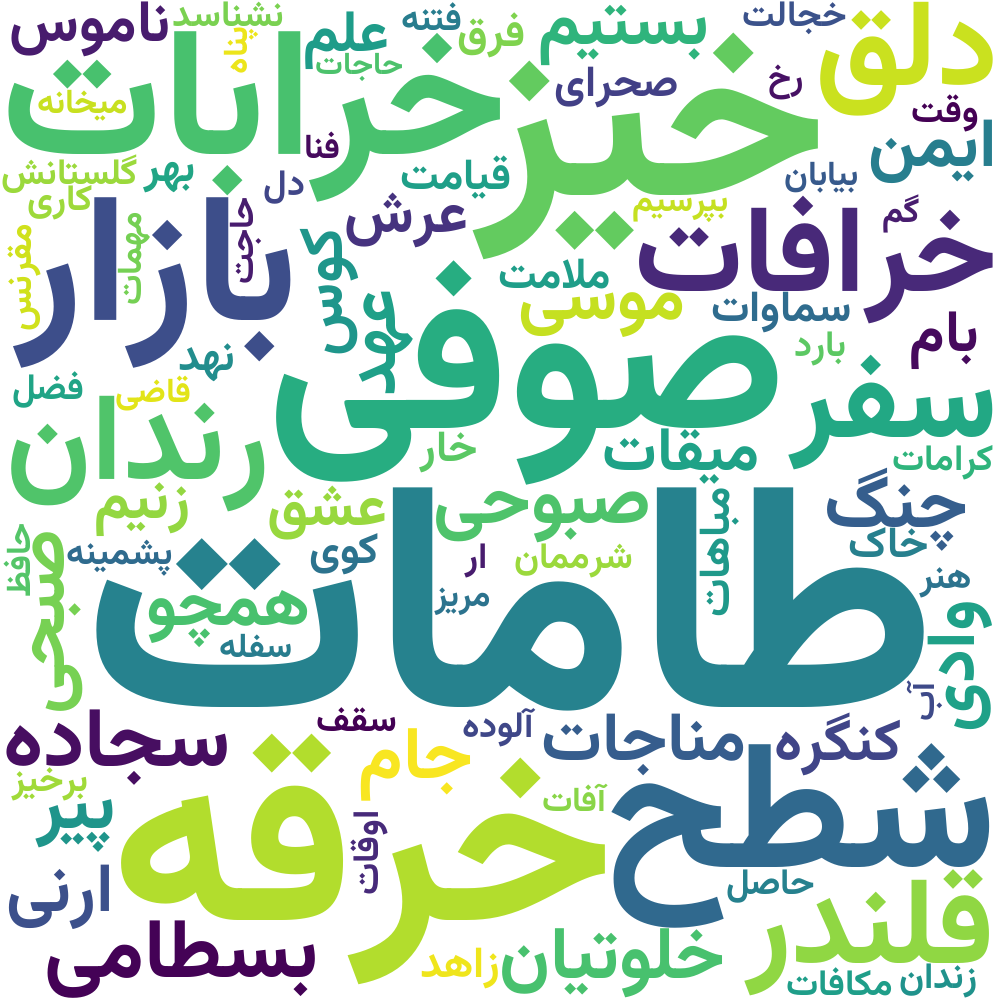 ناموس
نشناسد
پناه
علم
حاجات
فتنه
فرق
بستیم
خجالت
دلق
میخانه
خرابات
خیز
صحرای
رخ
وقت
ایمن
فنا
گلستانش
کاری
بهر
دل
قیامت
بیابان
بپرسیم
گم
حاجت
عرش
خرافات
مقرنس
مهمات
بازار
کوس
ملامت
موسی
سماوات
عهد
صوفی
بارد
بام
نهد
فضل
قاضی
سفر
رندان
خار
میقات
کرامات
زنیم
عشق
صبوحی
مباهات
چنگ
خاک
حافظ
صبحی
پشمینه
کوی
ار
شرممان
هنر
طامات
همچو
مریز
سفله
وادی
آب
سجاده
سقف
آلوده
مناجات
کنگره
برخیز
جام
پیر
خرقه
اوقات
آفات
شطح
ارنی
حاصل
قلندر
بسطامی
زاهد
خلوتیان
مکافات
زندان